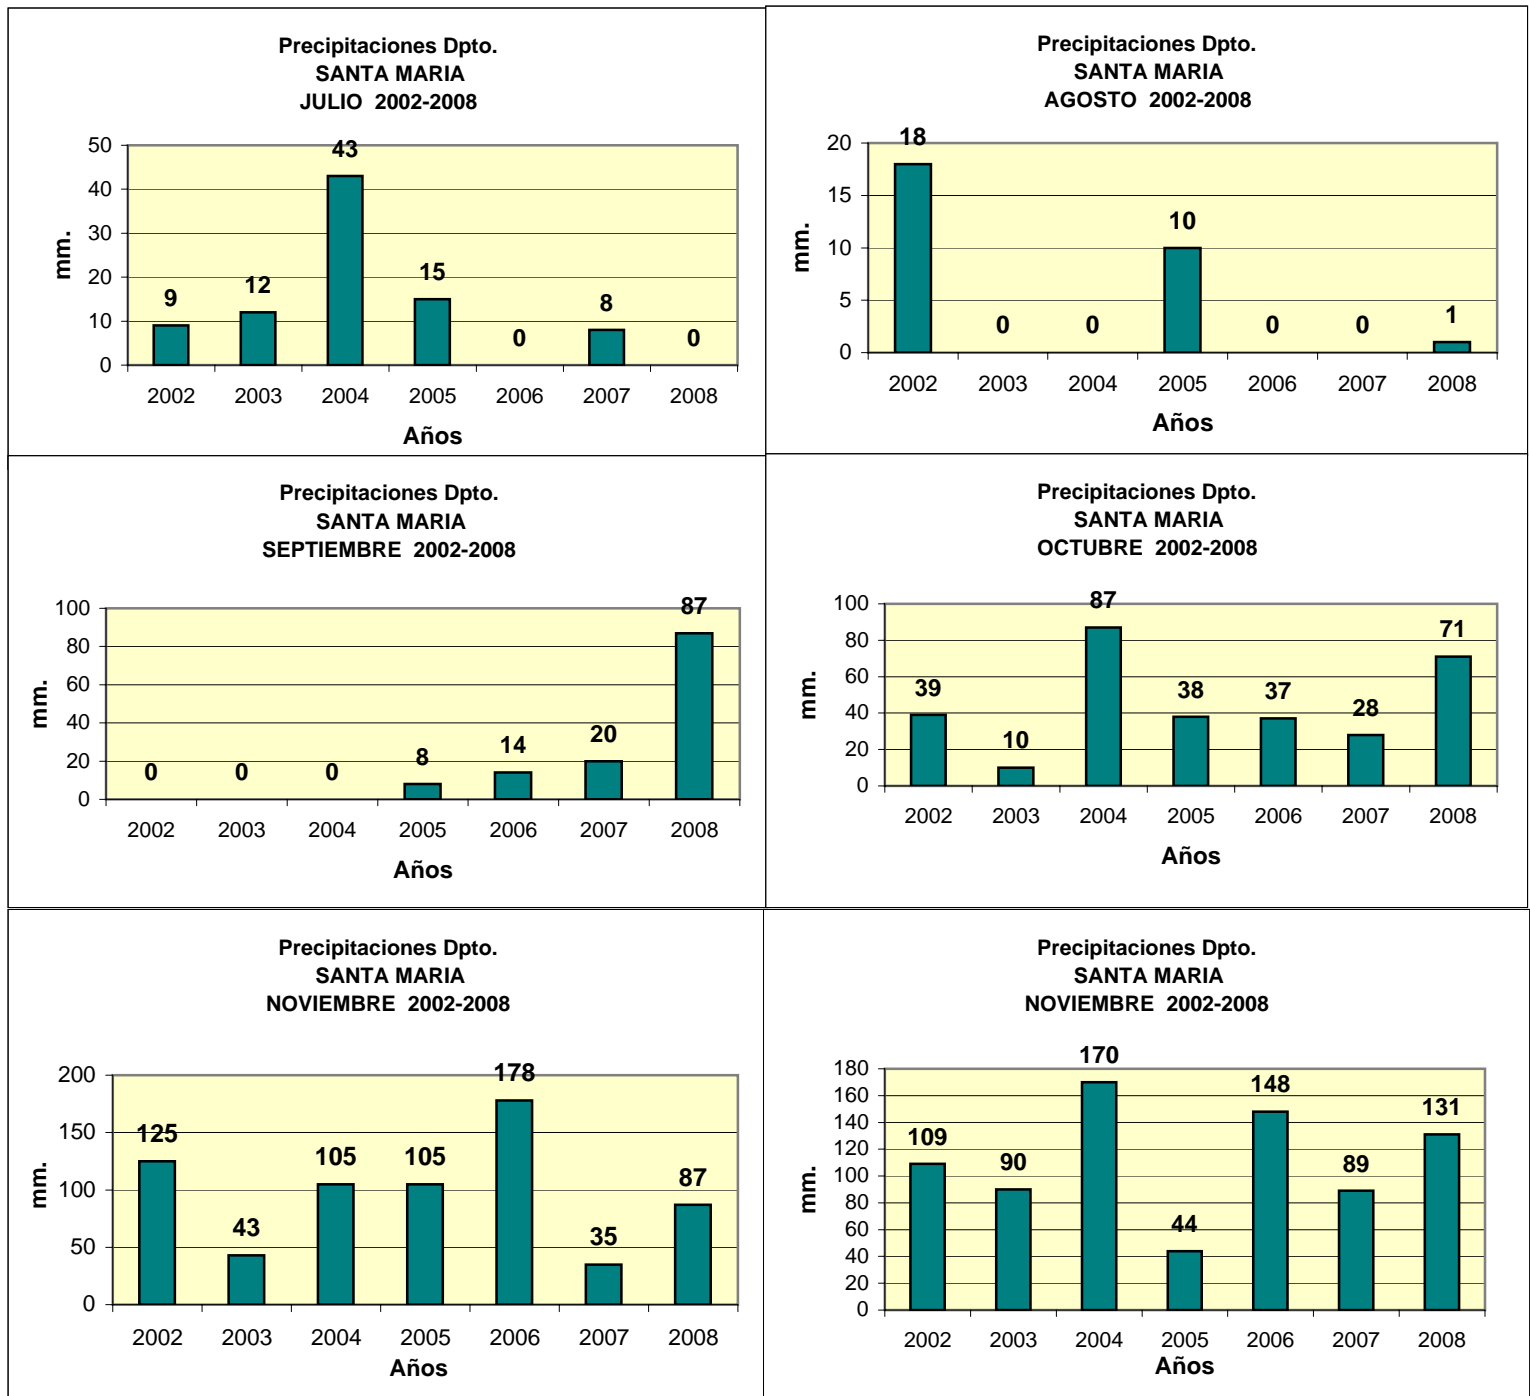 Precipitaciones Dpto.
SANTA MARIA
JULIO 2002-2008
50
40
30
20
10
0
mm.
9
12
43
15
0
8
0
2002 2003 2004 2005 2006 2007 2008
Años
Precipitaciones Dpto.
SANTA MARIA
AGOSTO 2002-2008
20
15
10
5
0
mm.
18
0
0
10
0
0
1
2002 2003 2004 2005 2006 2007 2008
Años
Precipitaciones Dpto.
SANTA MARIA
SEPTIEMBRE 2002-2008
100
80
60
40
20
0
mm.
0
0
0
8
14
20
87
2002 2003 2004 2005 2006 2007 2008
Años
Precipitaciones Dpto.
SANTA MARIA
OCTUBRE 2002-2008
100
80
60
40
20
0
mm.
39
10
87
38
37
28
71
2002 2003 2004 2005 2006 2007 2008
Años
Precipitaciones Dpto.
SANTA MARIA
NOVIEMBRE 2002-2008
200
150
100
50
0
mm.
125
43
105
105
178
35
87
2002 2003 2004 2005 2006 2007 2008
Años
Precipitaciones Dpto.
SANTA MARIA
NOVIEMBRE 2002-2008
180
160
140
120
100
80
60
40
20
0
mm.
109
90
170
44
148
89
131
2002 2003 2004 2005 2006 2007 2008
Años